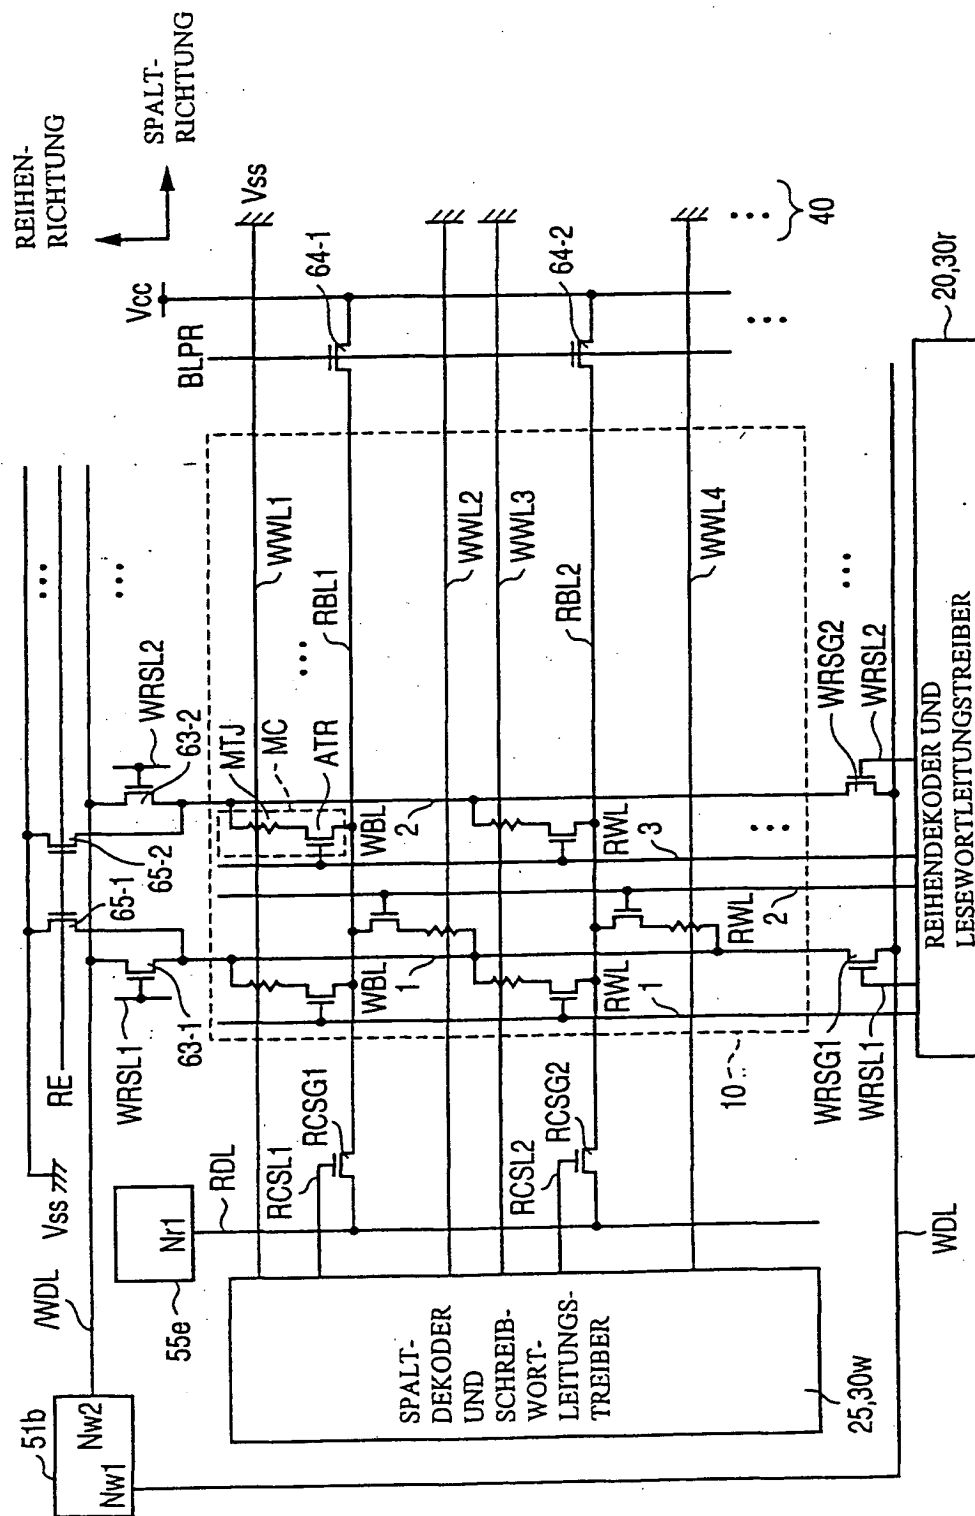 REIHEN-
RICHTUNG
SPALT-
RICHTUNG
51b
Nw2
Nw1
/WDL
Vss
RE
WRSL1
63-1
65-1
65-2
WRSL2
63-2
Vcc
BLPR
64-1
Vss
64-2
40
55e
Nr1
RDL
RCSL1
RCSG1
RCSL2
RCSG2
MTJ
MC
ATR
WWL1
RBL1
WWL2
WWL3
RBL2
WWL4
WBL
1
WBL
2
RWL
1
RWL
2
RWL
3
10
WRSG1
WRSL1
WRSG2
WRSL2
WDL
SPALT-
DEKODER
UND
SCHREIB-
WORT-
LEITUNGS-
TREIBER
25,30w
REIHENDEKODER UND
LESEWORTLEITUNGSTREIBER
20,30r